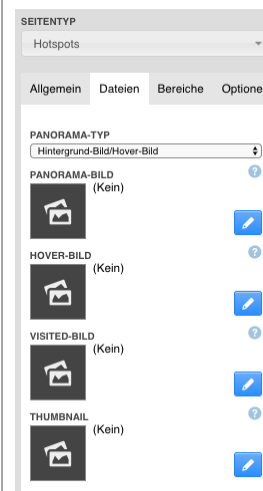 SEITENTYP
Hotspots
Allgemein Dateien Bereiche Optione
PANORAMA-TYP
Hintergrund-Bild/Hover-Bild
PANORAMA-BILD
(Kein)
HOVER-BILD
(Kein)
VISITED-BILD
(Kein)
THUMBNAIL
(Kein)